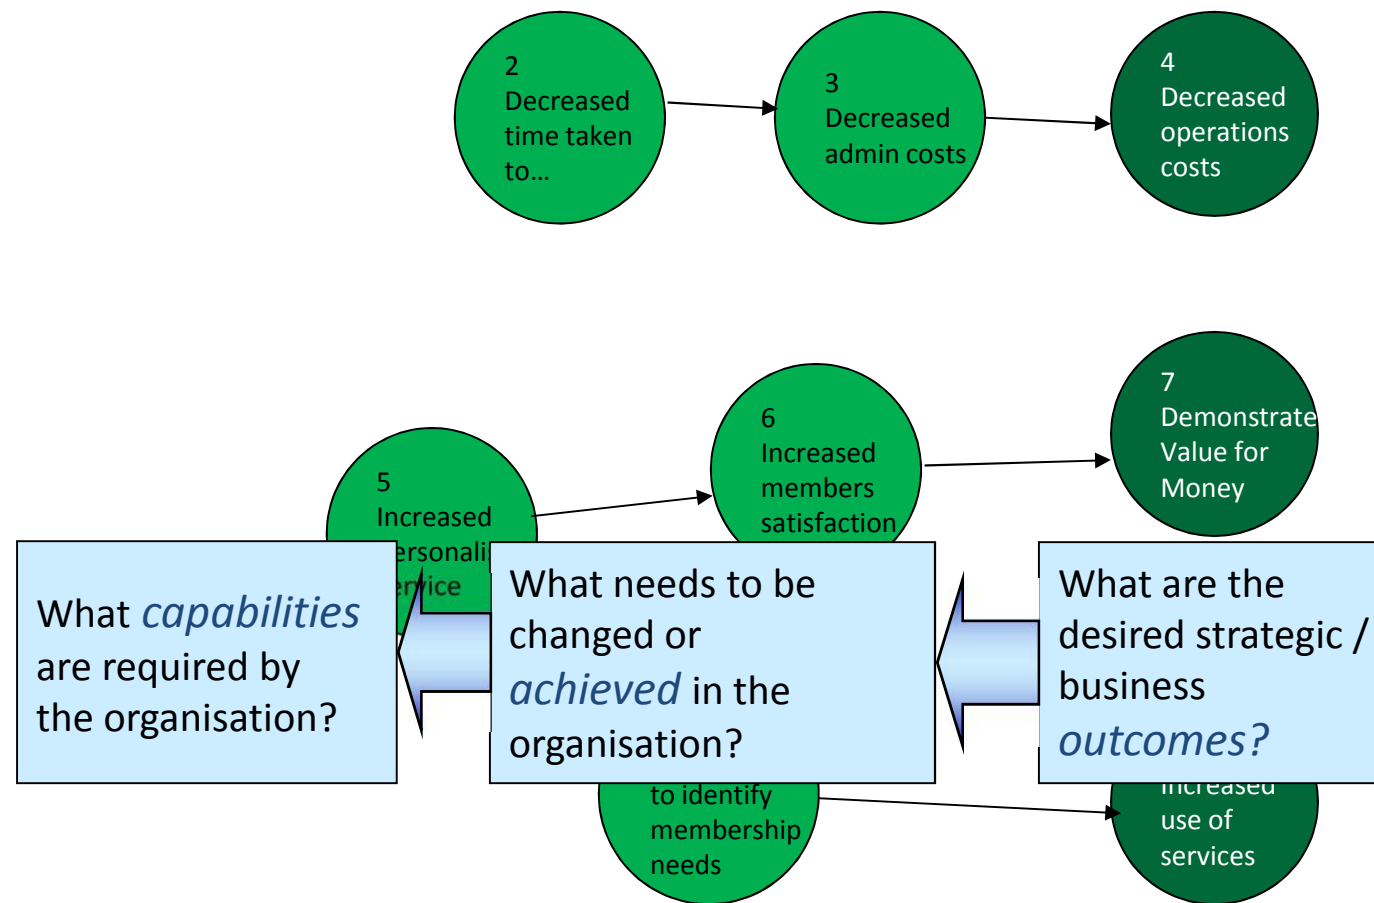 2
Decreased
time taken
to…
3
Decreased
admin costs
4
Decreased
operations
costs
5
Increased
service
6
Increased
members
satisfaction
7
Demonstrate
Value for
Money
What capabilities
are required by
the organisation?
What needs to be
changed or
achieved in the
organisation?
What are the
desired strategic /
business
outcomes?
to identify
membership
needs
Increased
use of
services